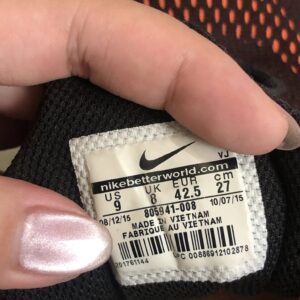 VJ
nikebetterworld.com
US UK EUR cm
9 8 42.5 27
08/12/15 805941-008 10/07/15
MADE IN VIETNAM
FABRIQUÉ AU VIETNAM